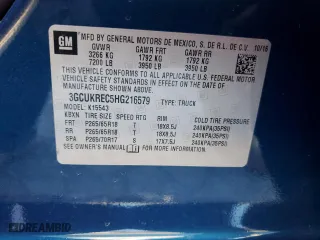 GM
MFD BY GENERAL MOTORS DE MEXICO, S. DE R.L. DE C.V. 10/16
GVWR GAWR FRT GAWR RR
3266 KG 1792 KG 1792 KG
7200 LB 3950 LB 3950 LB
THIS VEHICLE CONFORMS TO ALL APPLICABLE U.S. FEDERAL MOTOR
VEHICLE SAFETY STANDARDS IN EFFECT ON THE DATE OF
MANUFACTURE SHOWN ABOVE.
3GCUKREC5HG216579 TYPE: TRUCK
MODEL: K15543
TIRE SIZE SPEED RTG RIM COLD TIRE PRESSURE
FRT P265/65R18 T 18X8.5J 240KPA(35PSI)
RR P265/65R18 T 18X8.5J 240KPA(35PSI)
SPA P265/70R17 S 17X7.5J 240KPA(35PSI)
SEE OWNER'S MANUAL FOR ADDITIONAL INFORMATION.
© AUTOBIDMASTER.COM